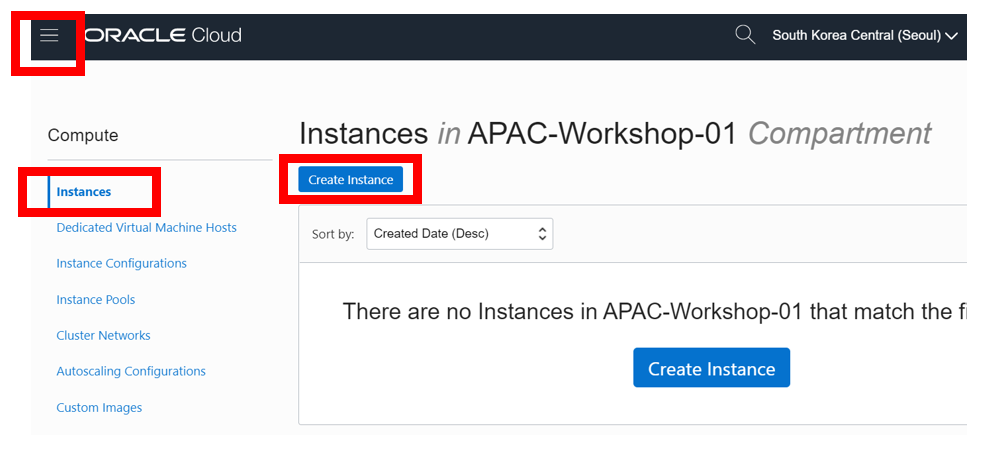 ORACLE Cloud
South Korea Central (Seoul)
Compute
Instances
Dedicated Virtual Machine Hosts
Instance Configurations
Instance Pools
Cluster Networks
Autoscaling Configurations
Custom Images
Instances in APAC-Workshop-01 Compartment
Create Instance
Sort by: Created Date (Desc)
There are no Instances in APAC-Workshop-01 that match the fi
Create Instance